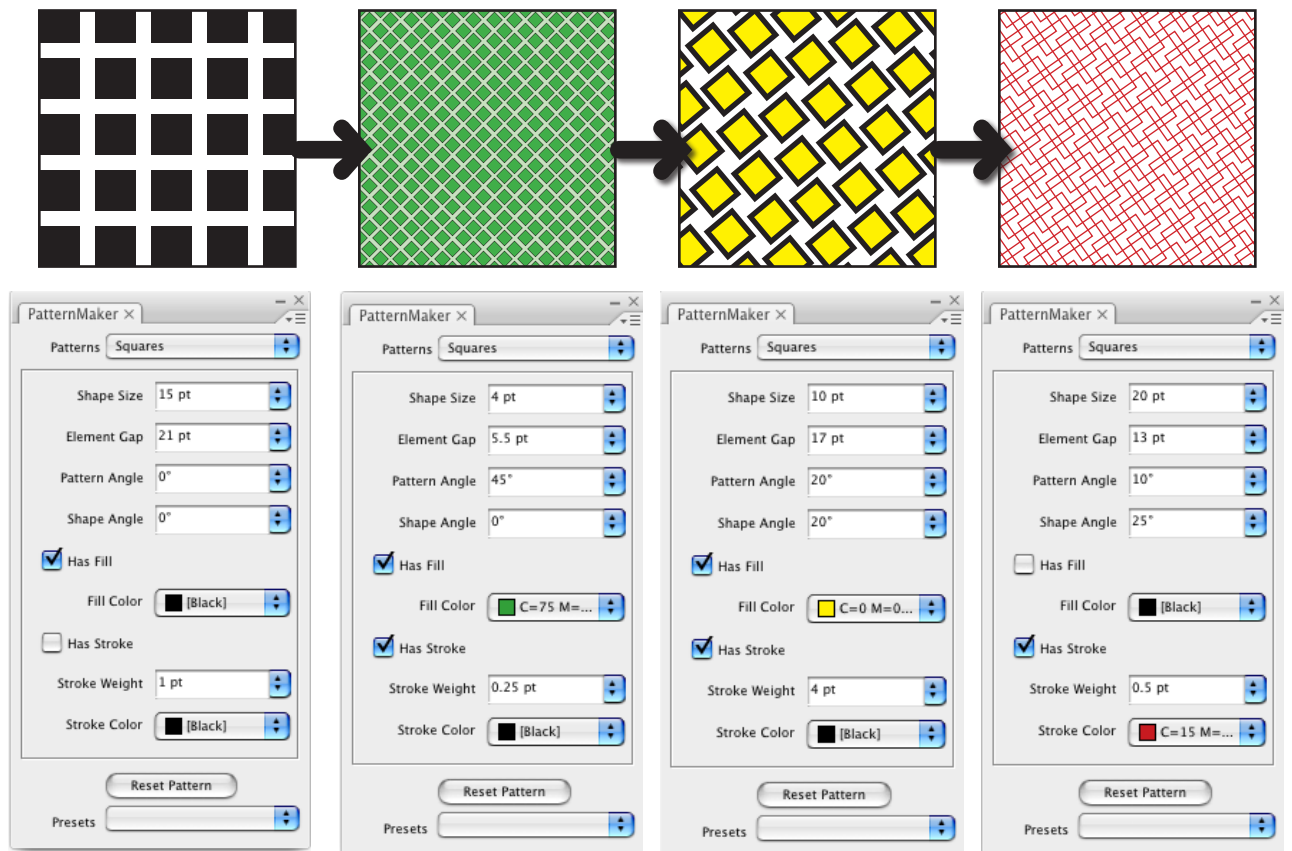 PatternMaker ×
Patterns Squares
Shape Size 15 pt
Element Gap 21 pt
Pattern Angle 0°
Shape Angle 0°
Has Fill
Fill Color [Black]
Has Stroke
Stroke Weight 1 pt
Stroke Color [Black]
Reset Pattern
Presets
PatternMaker ×
Patterns Squares
Shape Size 4 pt
Element Gap 5.5 pt
Pattern Angle 45°
Shape Angle 0°
Has Fill
Fill Color C=75 M=...
Has Stroke
Stroke Weight 0.25 pt
Stroke Color [Black]
Reset Pattern
Presets
PatternMaker ×
Patterns Squares
Shape Size 10 pt
Element Gap 17 pt
Pattern Angle 20°
Shape Angle 20°
Has Fill
Fill Color C=0 M=0...
Has Stroke
Stroke Weight 4 pt
Stroke Color [Black]
Reset Pattern
Presets
PatternMaker ×
Patterns Squares
Shape Size 20 pt
Element Gap 13 pt
Pattern Angle 10°
Shape Angle 25°
Has Fill
Fill Color [Black]
Has Stroke
Stroke Weight 0.5 pt
Stroke Color C=15 M=...
Reset Pattern
Presets